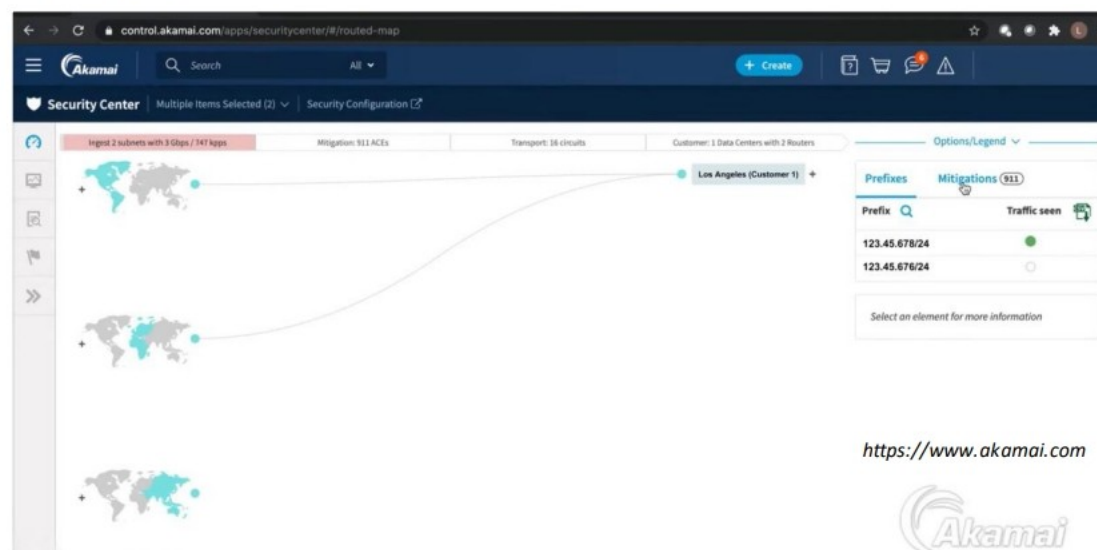 control.akamai.com/apps/securitycenter/#/routed-map
L
Akamai
Search
All
+ Create
6
Security Center
Multiple Items Selected (2)
Security Configuration
Ingest 2 subnets with 3 Gbps / 747 kpps
Mitigation: 911 ACEs
Transport: 16 circuits
Customer: 1 Data Centers with 2 Routers
Options/Legend
+
Los Angeles (Customer 1) +
Prefixes
Mitigations 911
Prefix
Traffic seen
123.45.678/24
123.45.676/24
Select an element for more information
+
https://www.akamai.com
+
Akamai